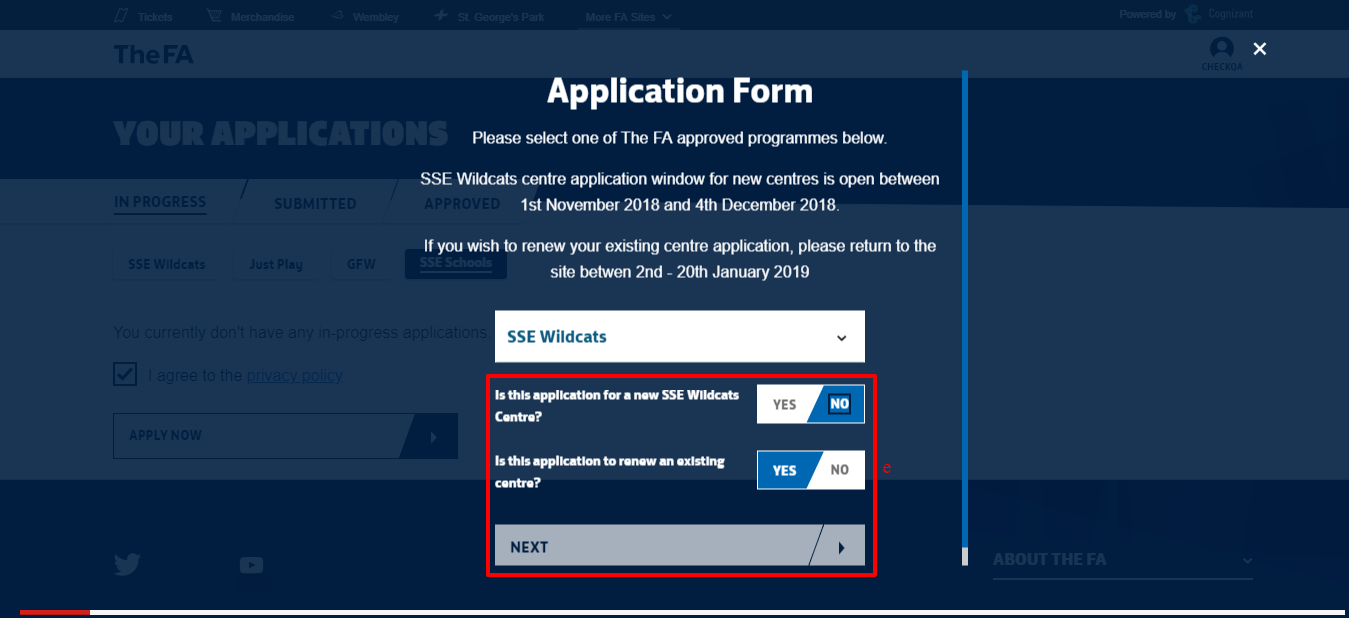 Tickets
Merchandise
Wembley
St. George's Park
More FA Sites
Powered by
Cognizant
The FA
CHECKQA
Application Form
YOUR APPLICATIONS
Please select one of The FA approved programmes below.
SSE Wildcats centre application window for new centres is open between
1st November 2018 and 4th December 2018.
IN PROGRESS
SUBMITTED
APPROVED
If you wish to renew your existing centre application, please return to the
site betwen 2nd - 20th January 2019
SSE Wildcats
Just Play
GFW
SSE Schools
You currently don't have any in-progress applications
SSE Wildcats
I agree to the privacy policy
Is this application for a new SSE Wildcats
Centre?
YES
NO
APPLY NOW
Is this application to renew an existing
centre?
YES
NO
e
NEXT
ABOUT THE FA